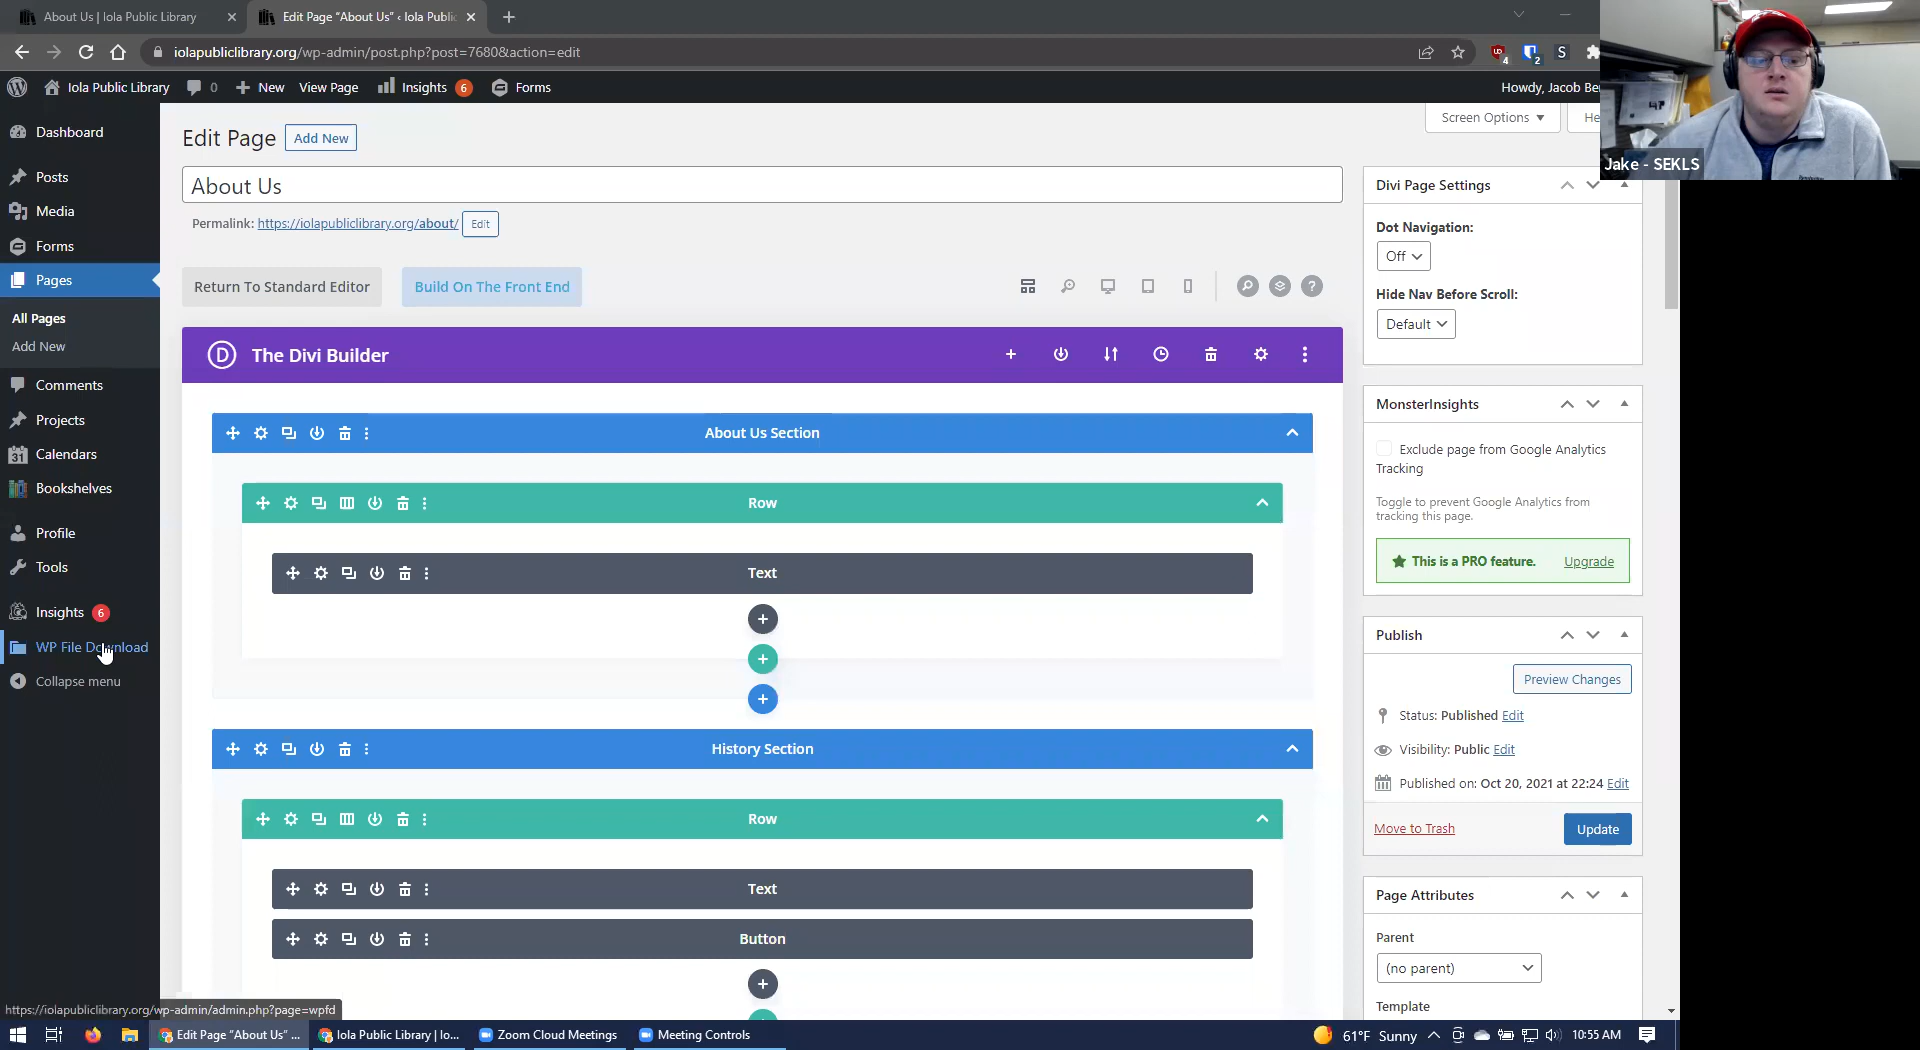 About Us | Iola Public Library
Edit Page “About Us” ‹ Iola Public
iolapubliclibrary.org/wp-admin/post.php?post=7680&action=edit
4
2
S
Iola Public Library
0
New
View Page
Insights
6
Forms
Howdy, Jacob Be
Jake - SEKLS
Dashboard
Posts
Media
Forms
Pages
All Pages
Add New
Comments
Projects
31
Calendars
Bookshelves
Profile
Tools
Insights
6
WP File Download
Collapse menu
Edit Page
Add New
Screen Options
He
About Us
Permalink: https://iolapubliclibrary.org/about/
Edit
Return To Standard Editor
Build On The Front End
?
D
The Divi Builder
About Us Section
Row
Text
History Section
Row
Text
Button
Divi Page Settings
Dot Navigation:
Off
Hide Nav Before Scroll:
Default
MonsterInsights
Exclude page from Google Analytics
Tracking
Toggle to prevent Google Analytics from
tracking this page.
This is a PRO feature. Upgrade
Publish
Preview Changes
Status: Published Edit
Visibility: Public Edit
Published on: Oct 20, 2021 at 22:24 Edit
Move to Trash
Update
Page Attributes
Parent
(no parent)
Template
https://iolapubliclibrary.org/wp-admin/admin.php?page=wpfd
Edit Page “About Us” ...
Iola Public Library | Io...
Zoom Cloud Meetings
Meeting Controls
61°F Sunny
10:55 AM